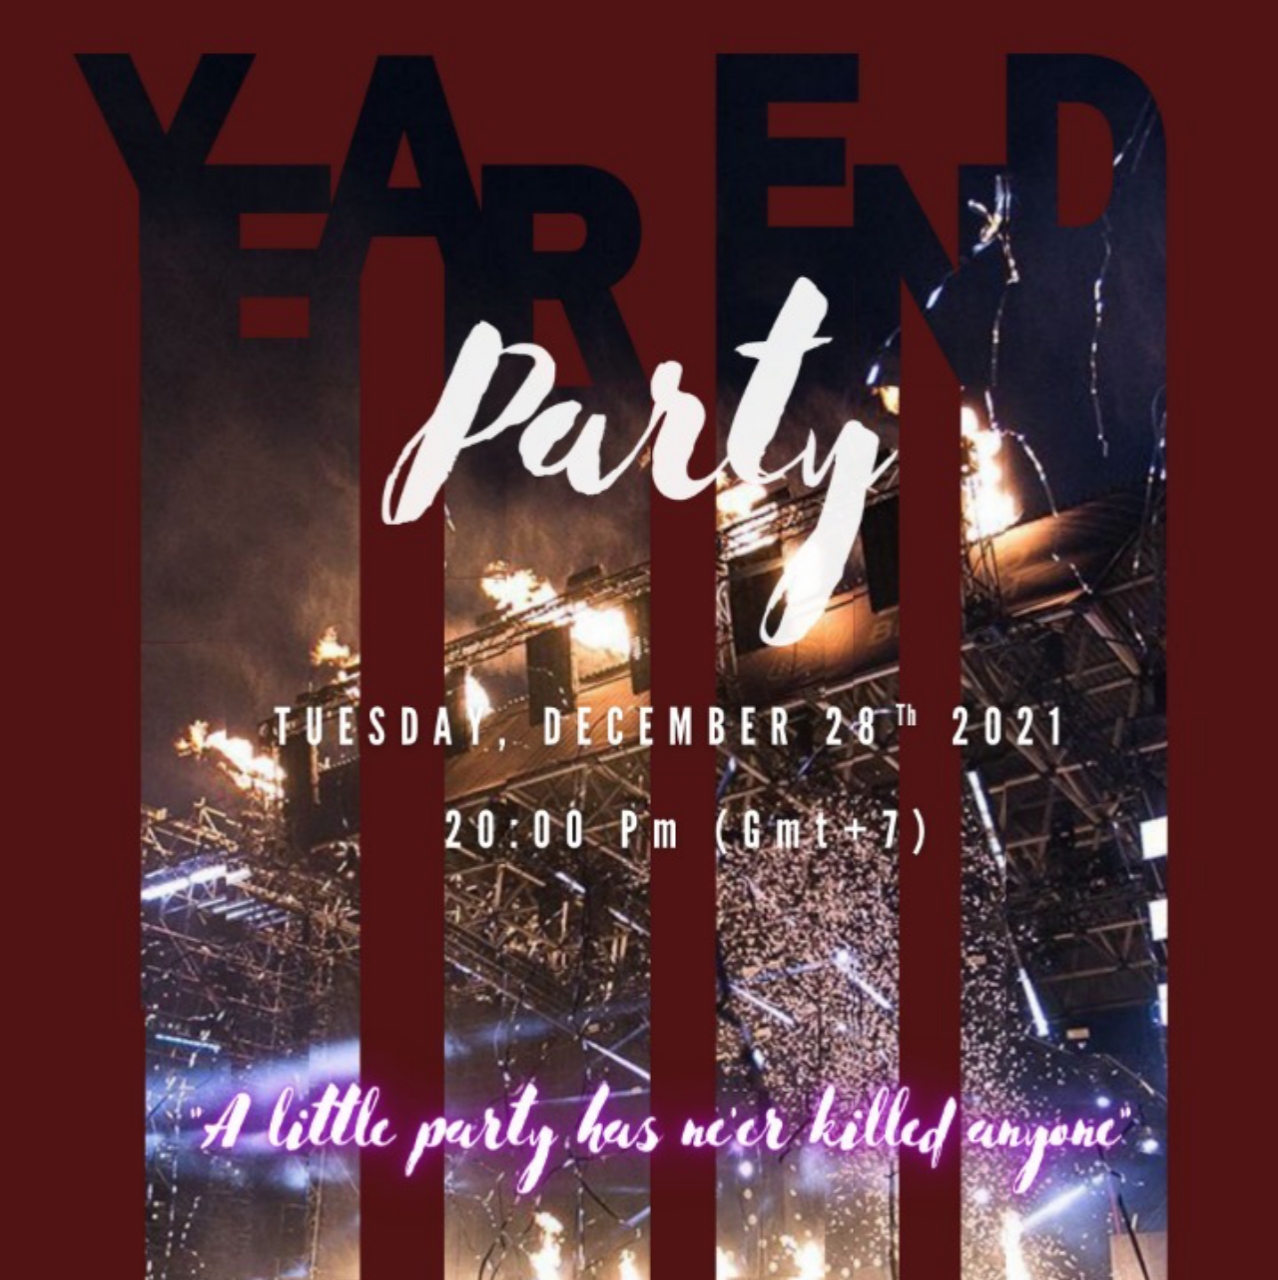 YEAR END
Party
TUESDAY, DECEMBER 28Th 2021
20:00 Pm (Gmt+7)
"A little party has ne'er killed anyone"